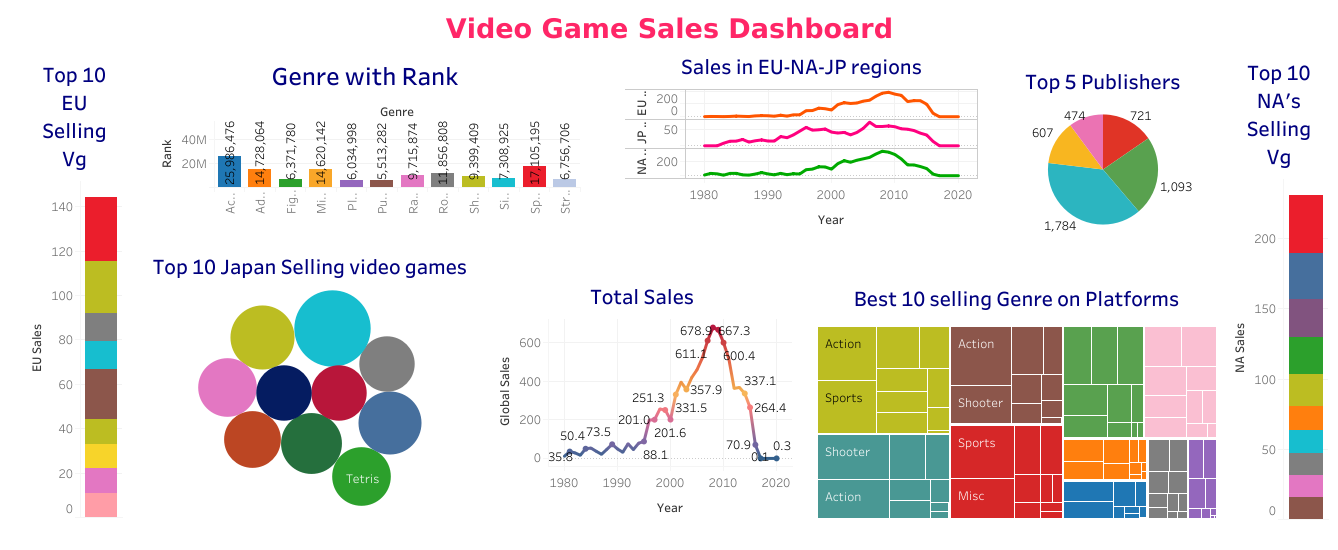 Video Game Sales Dashboard
Top 10
EU
Selling
Vg
140
120
100
80
60
40
20
0
EU Sales
Genre with Rank
Genre
Rank
40M
20M
25,986,476
14,728,064
6,371,780
14,620,142
6,034,998
5,513,282
9,715,874
11,856,808
9,399,409
7,308,925
17,105,195
6,756,706
Ac..
Ad..
Fig..
Mi..
Pl..
Pu..
Ra..
Ro..
Sh..
Si..
Sp..
Str..
Sales in EU-NA-JP regions
EU ..
JP ..
NA..
200
0
50
200
1980
1990
2000
2010
2020
Year
Top 5 Publishers
474
721
607
1,093
1,784
Top 10
NA's
Selling
Vg
200
150
100
50
0
NA Sales
Top 10 Japan Selling video games
Tetris
Total Sales
Global Sales
600
400
200
0
35.8
50.4
73.5
88.1
201.0
251.3
201.6
331.5
357.9
611.1
678.9
667.3
600.4
337.1
264.4
70.9
0.1
0.3
1980
1990
2000
2010
2020
Year
Best 10 selling Genre on Platforms
Action
Sports
Shooter
Action
Action
Shooter
Sports
Misc